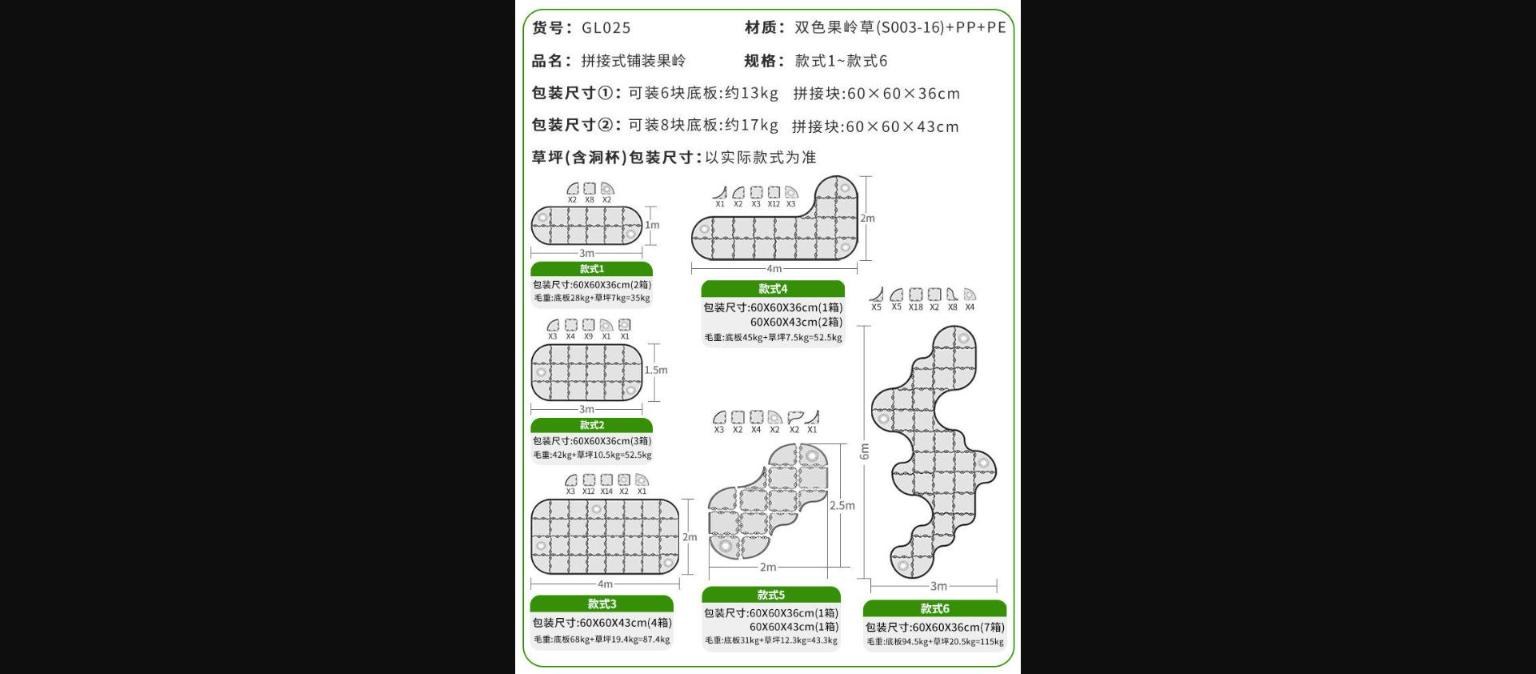 货号：GL025 材质：双色果岭草(S003-16)+PP+PE
品名：拼接式铺装果岭 规格：款式1~款式6
包装尺寸①：可装6块底板:约13kg 拼接块:60×60×36cm
包装尺寸②：可装8块底板:约17kg 拼接块:60×60×43cm
草坪(含洞杯)包装尺寸:以实际款式为准
X2 X8 X2
1m
3m
款式1
包装尺寸:60X60X36cm(2箱)
毛重:底板28kg+草坪7kg=35kg
X3 X4 X9 X1 X1
1.5m
3m
款式2
包装尺寸:60X60X36cm(3箱)
毛重:42kg+草坪10.5kg=52.5kg
X3 X12 X14 X2 X1
2m
4m
款式3
包装尺寸:60X60X43cm(4箱)
毛重:底板68kg+草坪19.4kg=87.4kg
X1 X2 X3 X12 X3
2m
4m
款式4
包装尺寸:60X60X36cm(1箱)
60X60X43cm(2箱)
毛重:底板45kg+草坪7.5kg=52.5kg
X3 X2 X4 X2 X2 X1
2.5m
2m
款式5
包装尺寸:60X60X36cm(1箱)
60X60X43cm(1箱)
毛重:底板31kg+草坪12.3kg=43.3kg
X5 X5 X18 X2 X8 X4
6m
3m
款式6
包装尺寸:60X60X36cm(7箱)
毛重:底板94.5kg+草坪20.5kg=115kg